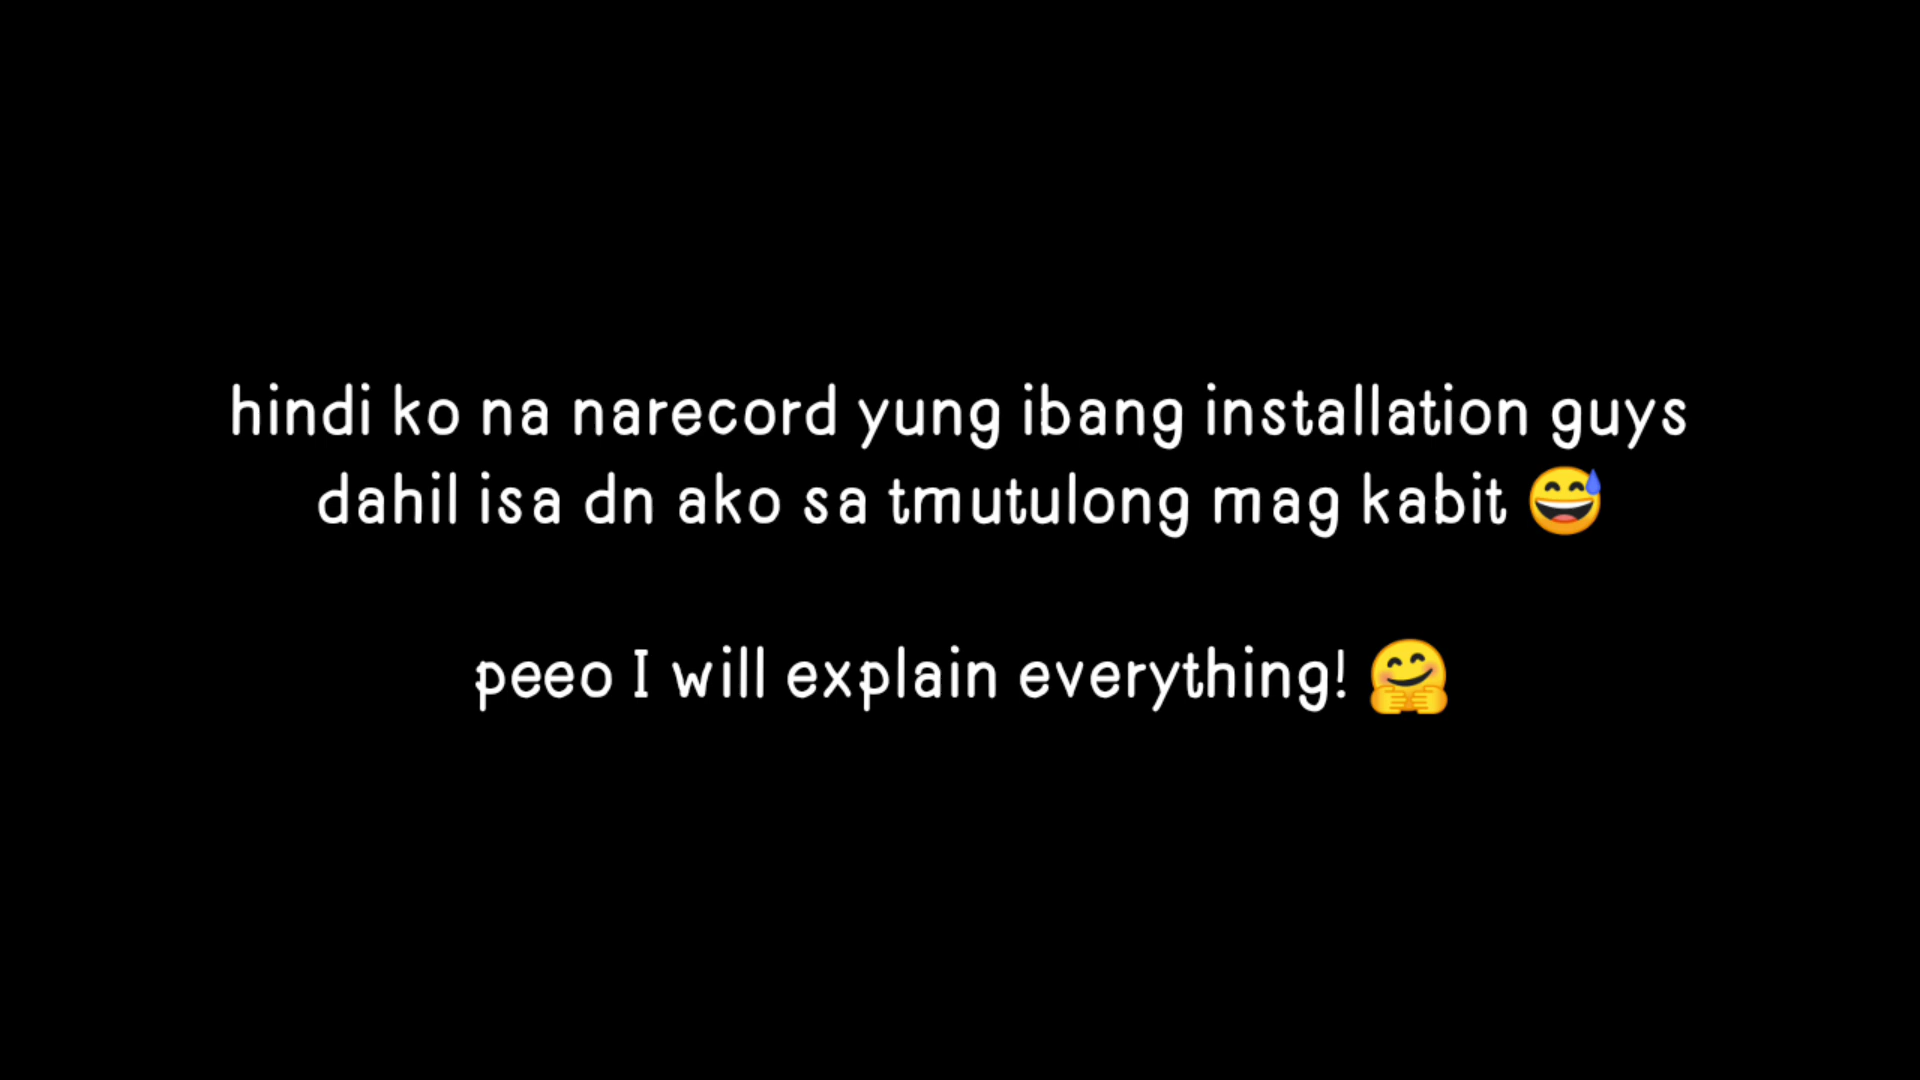 hindi ko na narecord yung ibang installation guys
dahil isa dn ako sa tmutulong mag kabit 😅
peeo I will explain everything! 🤗